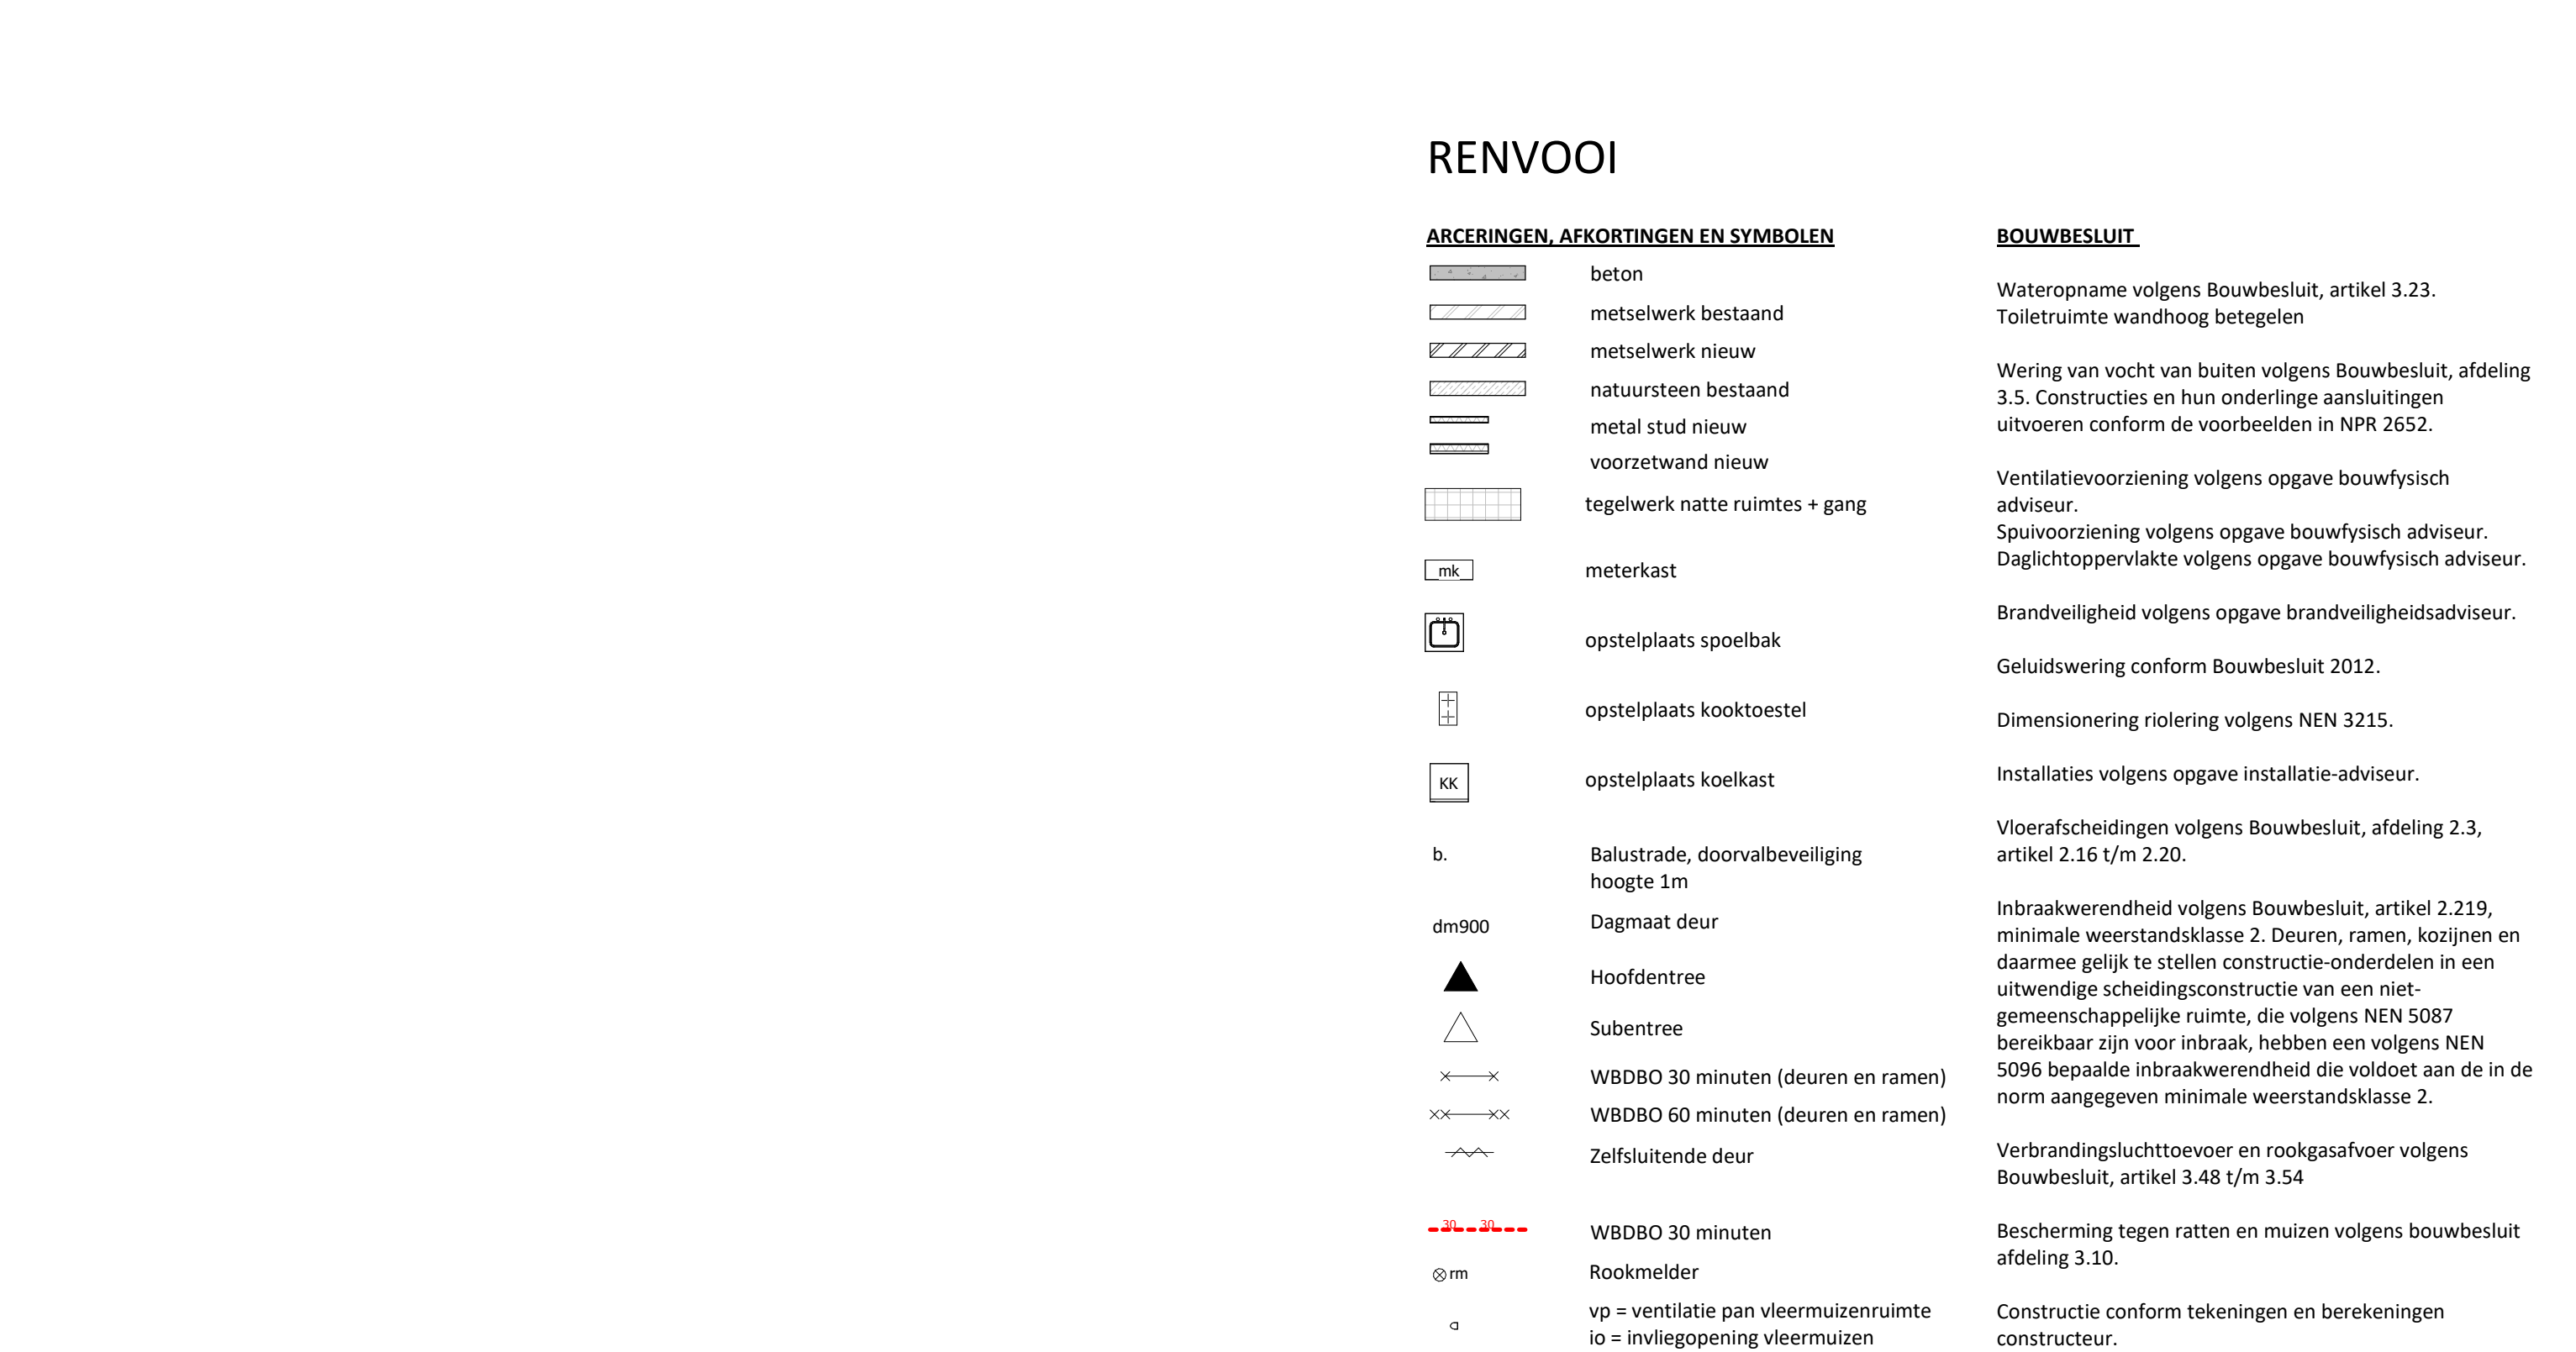 RENVOOI
ARCERINGEN, AFKORTINGEN EN SYMBOLEN
beton
metselwerk bestaand
metselwerk nieuw
natuursteen bestaand
metal stud nieuw
voorzetwand nieuw
tegelwerk natte ruimtes + gang
mk meterkast
opstelplaats spoelbak
opstelplaats kooktoestel
KK opstelplaats koelkast
b. Balustrade, doorvalbeveiliging
hoogte 1m
dm900 Dagmaat deur
Hoofdentree
Subentree
WBDBO 30 minuten (deuren en ramen)
WBDBO 60 minuten (deuren en ramen)
Zelfsluitende deur
30 30 WBDBO 30 minuten
rm Rookmelder
vp = ventilatie pan vleermuizenruimte
io = invliegopening vleermuizen
BOUWBESLUIT
Wateropname volgens Bouwbesluit, artikel 3.23.
Toiletruimte wandhoog betegelen
Wering van vocht van buiten volgens Bouwbesluit, afdeling
3.5. Constructies en hun onderlinge aansluitingen
uitvoeren conform de voorbeelden in NPR 2652.
Ventilatievoorziening volgens opgave bouwfysisch
adviseur.
Spuivoorziening volgens opgave bouwfysisch adviseur.
Daglichtoppervlakte volgens opgave bouwfysisch adviseur.
Brandveiligheid volgens opgave brandveiligheidsadviseur.
Geluidswering conform Bouwbesluit 2012.
Dimensionering riolering volgens NEN 3215.
Installaties volgens opgave installatie-adviseur.
Vloerafscheidingen volgens Bouwbesluit, afdeling 2.3,
artikel 2.16 t/m 2.20.
Inbraakwerendheid volgens Bouwbesluit, artikel 2.219,
minimale weerstandsklasse 2. Deuren, ramen, kozijnen en
daarmee gelijk te stellen constructie-onderdelen in een
uitwendige scheidingsconstructie van een niet-
gemeenschappelijke ruimte, die volgens NEN 5087
bereikbaar zijn voor inbraak, hebben een volgens NEN
5096 bepaalde inbraakwerendheid die voldoet aan de in de
norm aangegeven minimale weerstandsklasse 2.
Verbrandingsluchttoevoer en rookgasafvoer volgens
Bouwbesluit, artikel 3.48 t/m 3.54
Bescherming tegen ratten en muizen volgens bouwbesluit
afdeling 3.10.
Constructie conform tekeningen en berekeningen
constructeur.